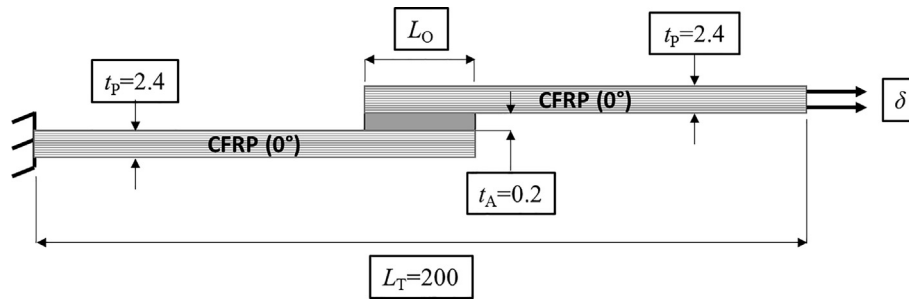 L_O
t_P=2.4
t_P=2.4
CFRP (0°)
δ
CFRP (0°)
t_A=0.2
L_T=200